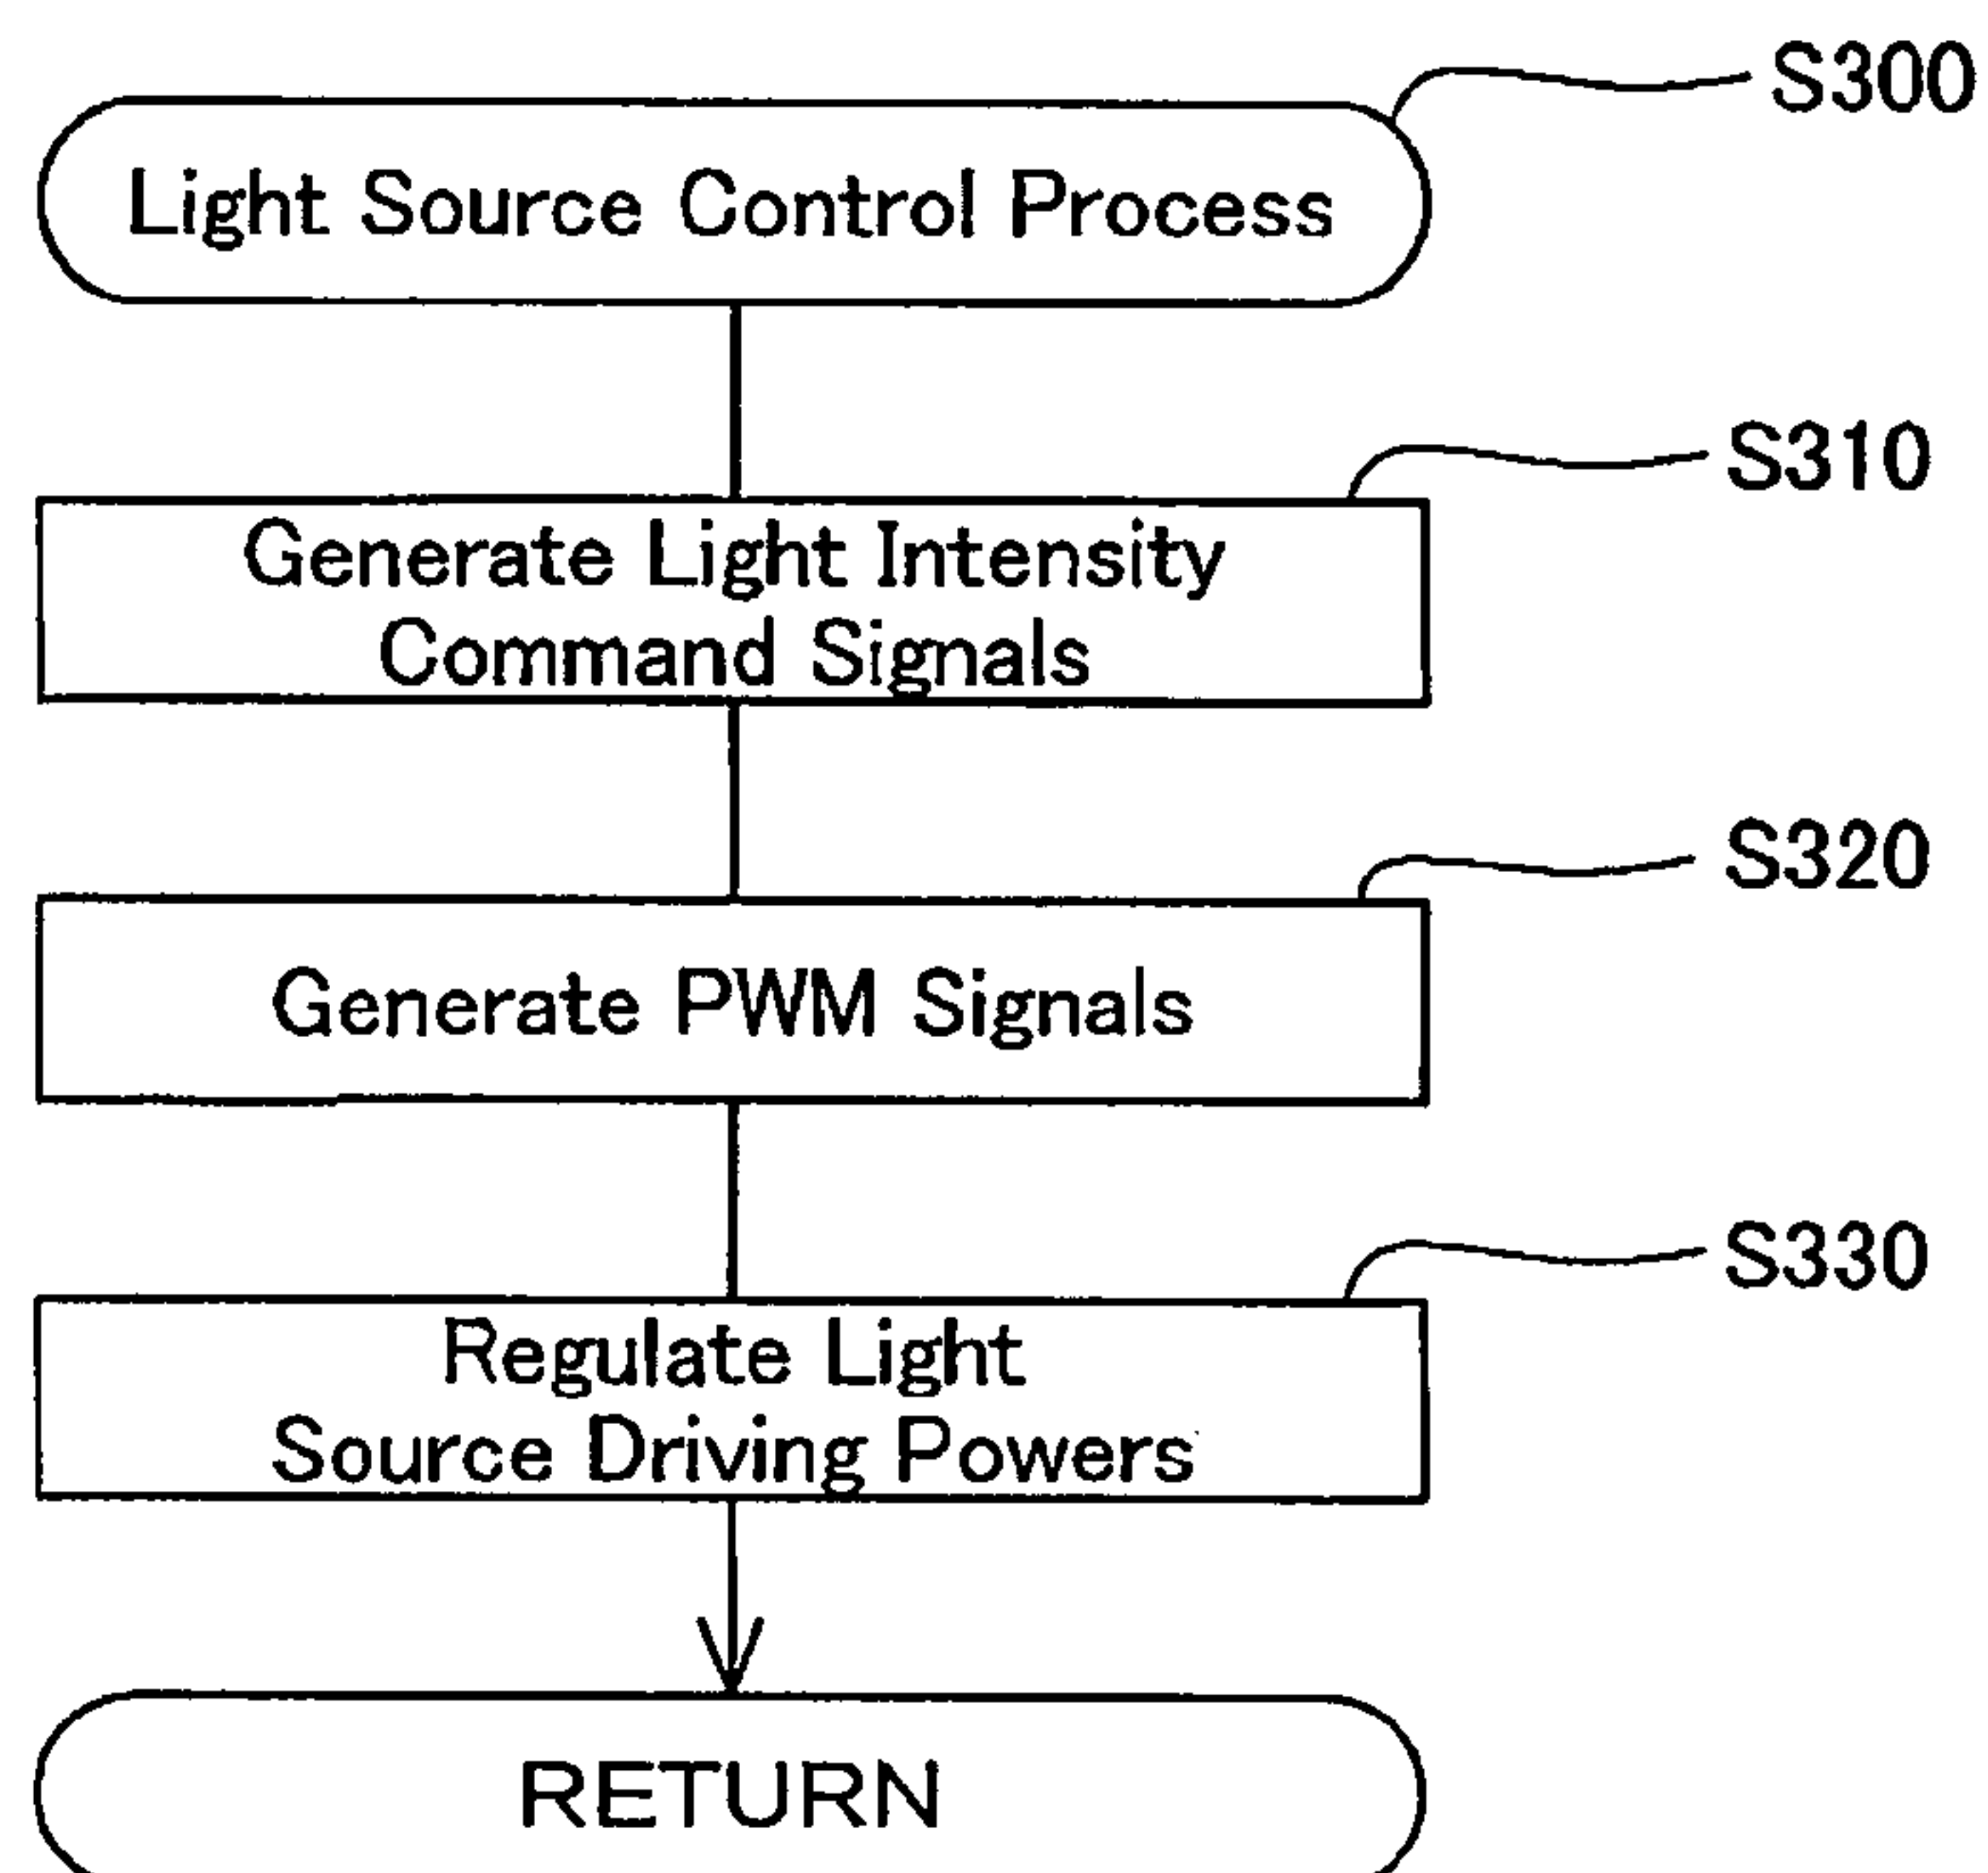 S300
Light Source Control Process
S310
Generate Light Intensity
Command Signals
S320
Generate PWM Signals
S330
Regulate Light
Source Driving Powers
RETURN